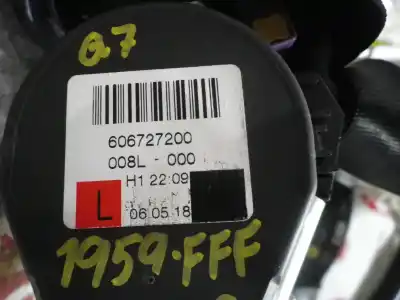 Q7
606727200
008L - 000
H1 22:09
L 06.05.18
1959.FFF